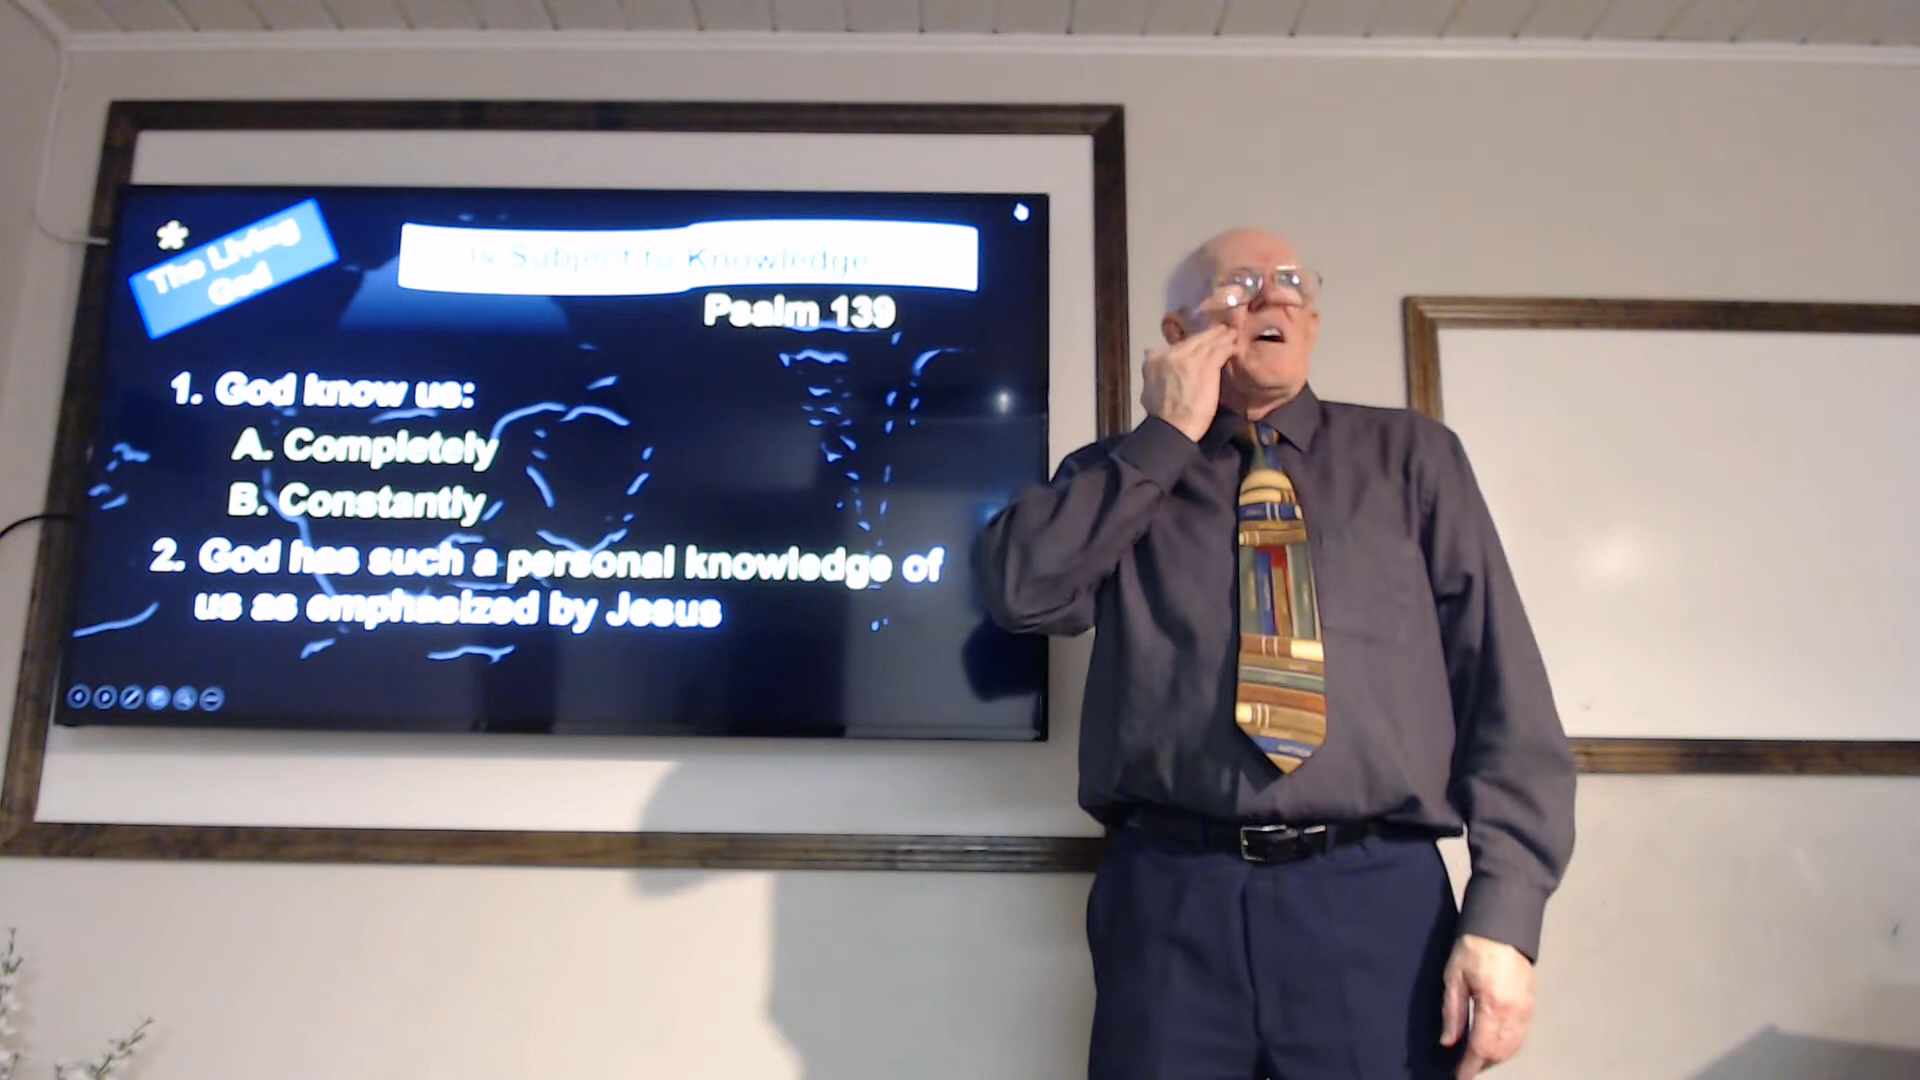 *
The Living
God
Is Subject to Knowledge
Psalm 139
1. God know us:
A. Completely
B. Constantly
2. God has such a personal knowledge of
us as emphasized by Jesus